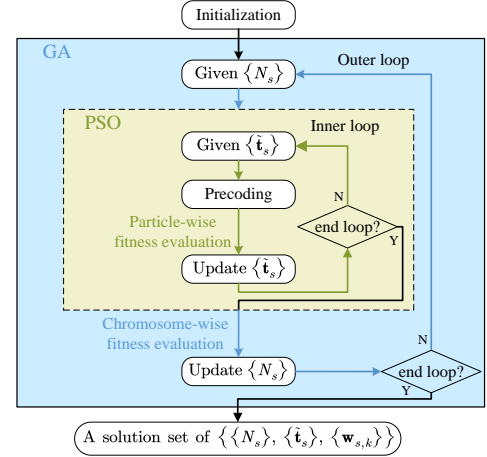 Initialization
GA
Outer loop
Given {N_s}
PSO
Inner loop
Given {t̃_s}
N
Precoding
Particle-wise
fitness evaluation
end loop?
Y
Update {t̃_s}
Chromosome-wise
fitness evaluation
N
Update {N_s}
end loop?
Y
A solution set of {{N_s}, {t̃_s}, {w_{s,k}}}